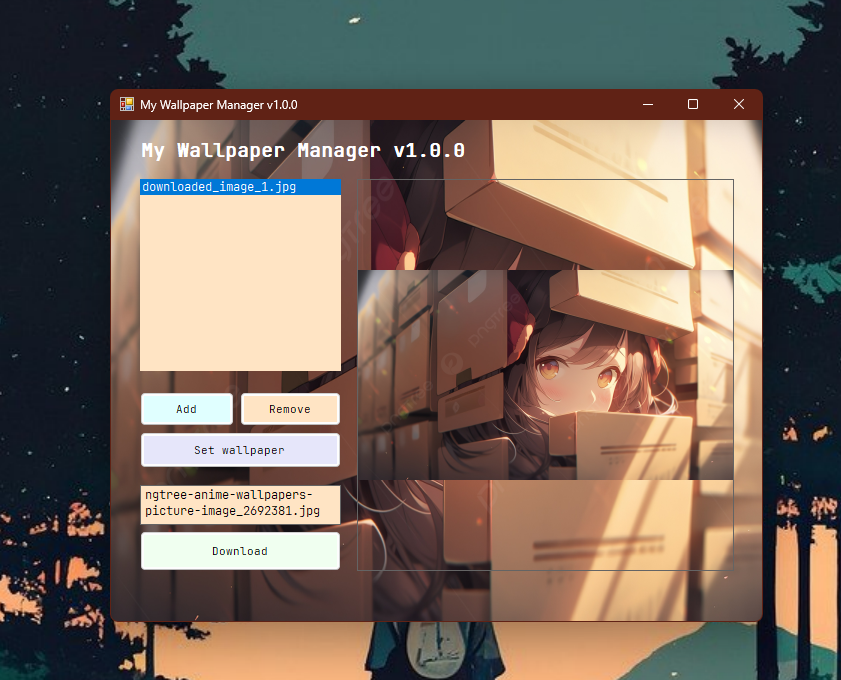 My Wallpaper Manager v1.0.0
My Wallpaper Manager v1.0.0
downloaded_image_1.jpg
Add
Remove
Set wallpaper
ngtree-anime-wallpapers-
picture-image_2692381.jpg
Download
pngtree